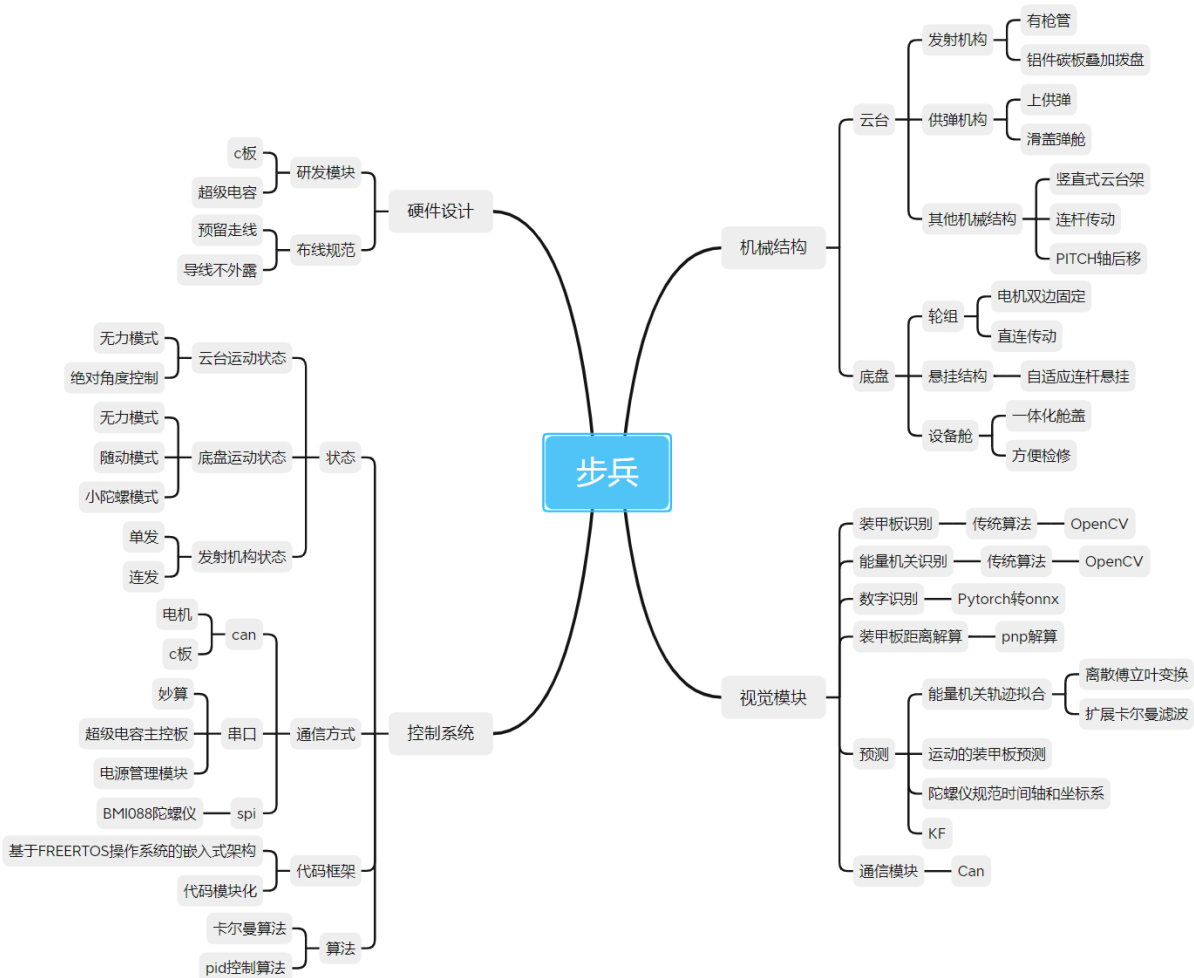 步兵
硬件设计
研发模块
c板
超级电容
布线规范
预留走线
导线不外露
控制系统
状态
云台运动状态
无力模式
绝对角度控制
底盘运动状态
无力模式
随动模式
小陀螺模式
发射机构状态
单发
连发
通信方式
can
电机
c板
串口
妙算
超级电容主控板
电源管理模块
spi
BMI088陀螺仪
代码框架
基于FREERTOS操作系统的嵌入式架构
代码模块化
算法
卡尔曼算法
pid控制算法
机械结构
云台
发射机构
有枪管
铝件碳板叠加拨盘
供弹机构
上供弹
滑盖弹舱
其他机械结构
竖直式云台架
连杆传动
PITCH轴后移
底盘
轮组
电机双边固定
直连传动
悬挂结构
自适应连杆悬挂
设备舱
一体化舱盖
方便检修
视觉模块
装甲板识别
传统算法
OpenCV
能量机关识别
传统算法
OpenCV
数字识别
Pytorch转onnx
装甲板距离解算
pnp解算
预测
能量机关轨迹拟合
离散傅立叶变换
扩展卡尔曼滤波
运动的装甲板预测
陀螺仪规范时间轴和坐标系
KF
通信模块
Can